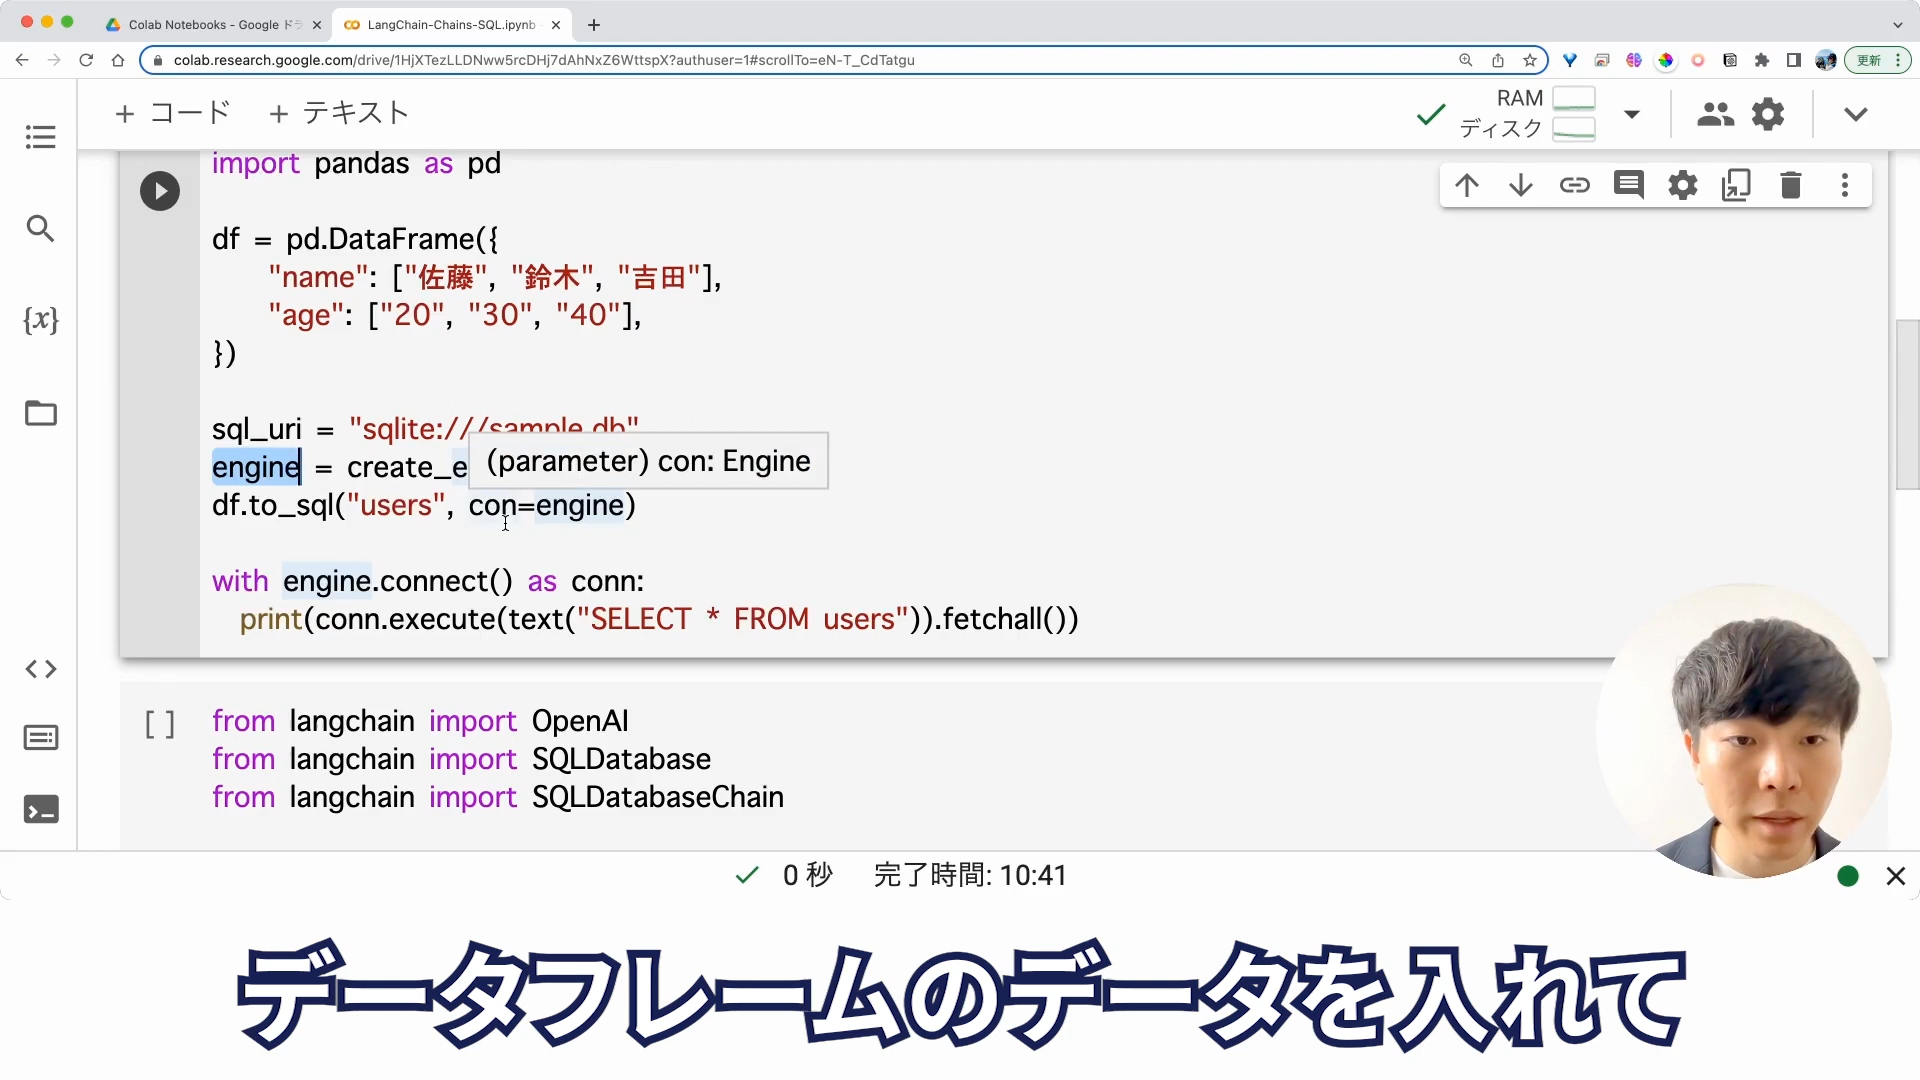 Colab Notebooks - Google ドラ
LangChain-Chains-SQL.ipynb
colab.research.google.com/drive/1HjXTezLLDNww5rcDHj7dAhNxZ6WttspX?authuser=1#scrollTo=eN-T_CdTatgu
更新
+ コード + テキスト
RAM
ディスク
import pandas as pd
df = pd.DataFrame({
"name": ["佐藤", "鈴木", "吉田"],
"age": ["20", "30", "40"],
})
sql_uri = "sqlite:///sample.db"
engine = create_e
(parameter) con: Engine
df.to_sql("users", con=engine)
with engine.connect() as conn:
print(conn.execute(text("SELECT * FROM users")).fetchall())
[ ] from langchain import OpenAI
from langchain import SQLDatabase
from langchain import SQLDatabaseChain
0 秒 完了時間: 10:41
データフレームのデータを入れて